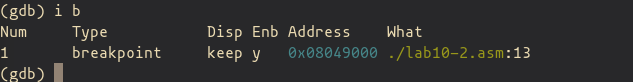 (gdb) i b
Num     Type           Disp Enb Address    What
1       breakpoint     keep y   0x08049000 ./lab10-2.asm:13
(gdb)